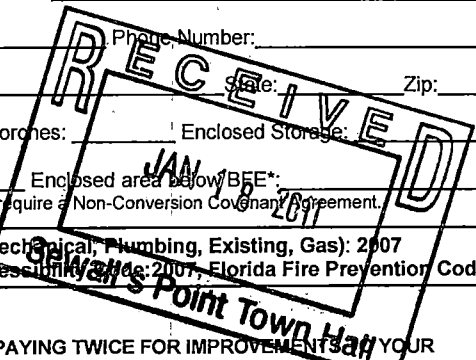 Phone Number:
RECEIVED
State: Zip:
orches: Enclosed Storage:
JAN 18 2011
Enclosed area below BFE*:
equire a Non-Conversion Covenant Agreement.
echanical, Plumbing, Existing, Gas): 2007
essibility Code: 2007, Florida Fire Prevention Cod
Sewall's Point Town Hall
PAYING TWICE FOR IMPROVEMENTS TO YOUR